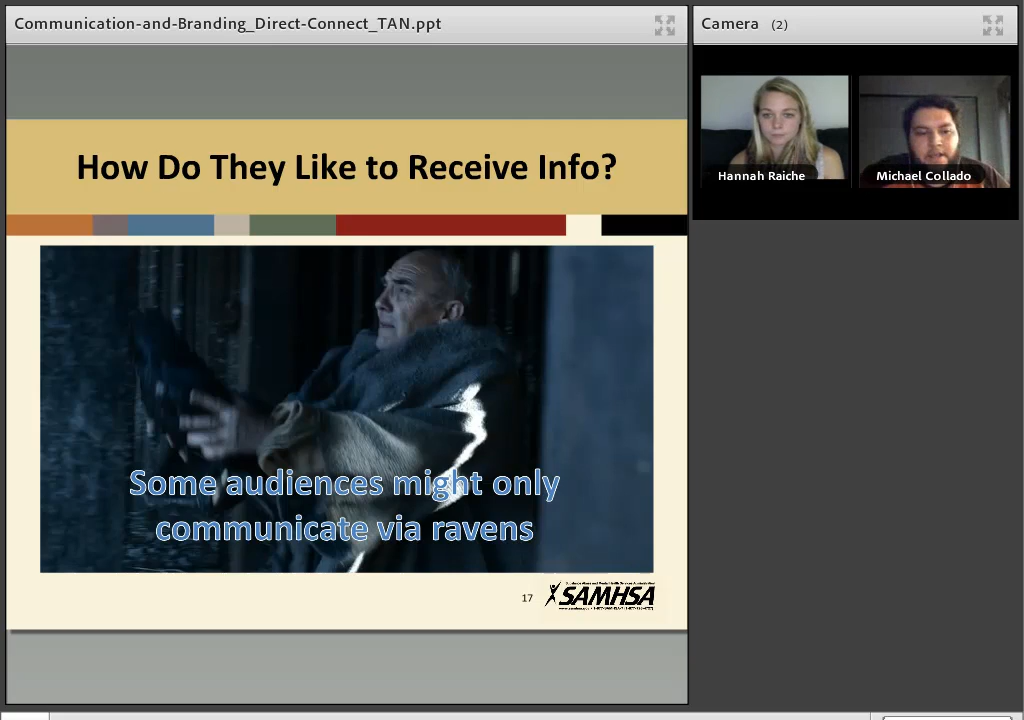 Communication-and-Branding_Direct-Connect_TAN.ppt
Camera (2)
Hannah Raiche
Michael Collado
How Do They Like to Receive Info?
Some audiences might only
communicate via ravens
17
SAMHSA